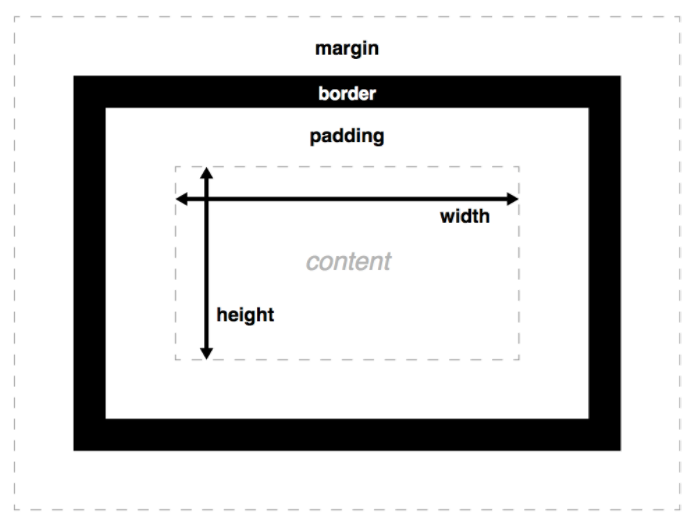 margin
border
padding
width
content
height